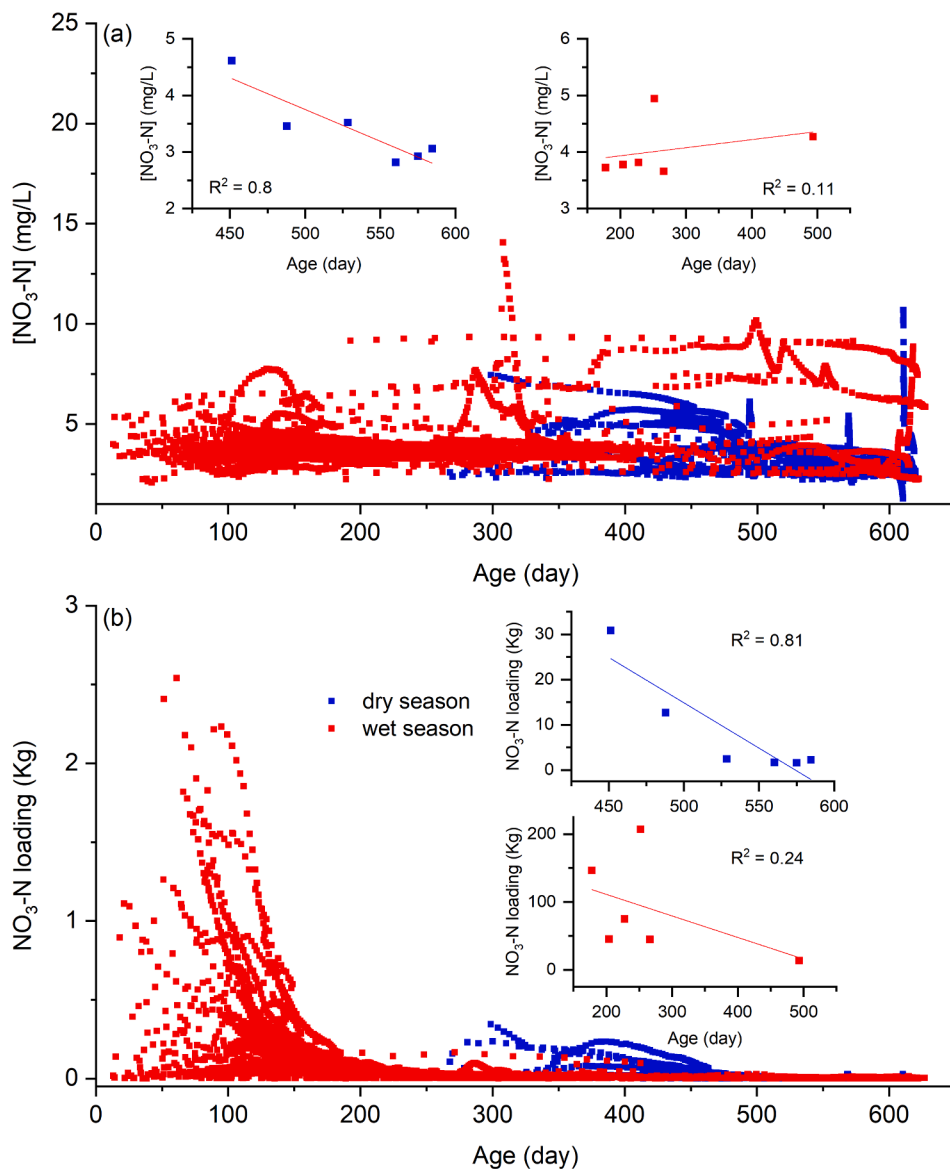 (a)
[NO₃-N] (mg/L)
25
20
15
10
5
0 100 200 300 400 500 600
Age (day)
[NO₃-N] (mg/L)
5
4
3
2
R² = 0.8
450 500 550 600
Age (day)
[NO₃-N] (mg/L)
6
5
4
3
R² = 0.11
200 300 400 500
Age (day)
(b)
NO₃-N loading (Kg)
3
2
1
0
0 100 200 300 400 500 600
Age (day)
dry season
wet season
NO₃-N loading (Kg)
30
20
10
0
R² = 0.81
450 500 550 600
NO₃-N loading (Kg)
200
100
0
R² = 0.24
200 300 400 500
Age (day)